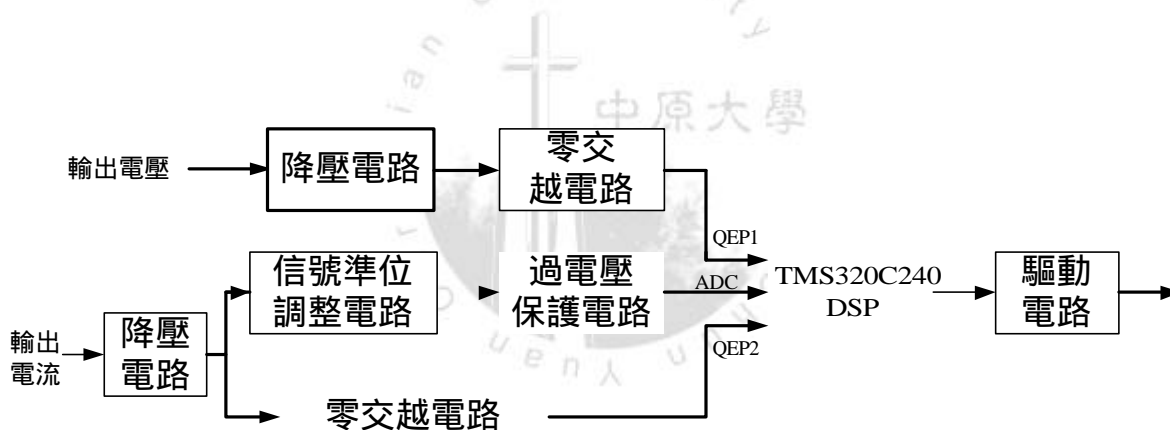 中原大學
輸出電壓
降壓電路
零交
越電路
QEP1
信號準位
調整電路
過電壓
保護電路
ADC
TMS320C240
DSP
驅動
電路
輸出
電流
降壓
電路
QEP2
零交越電路